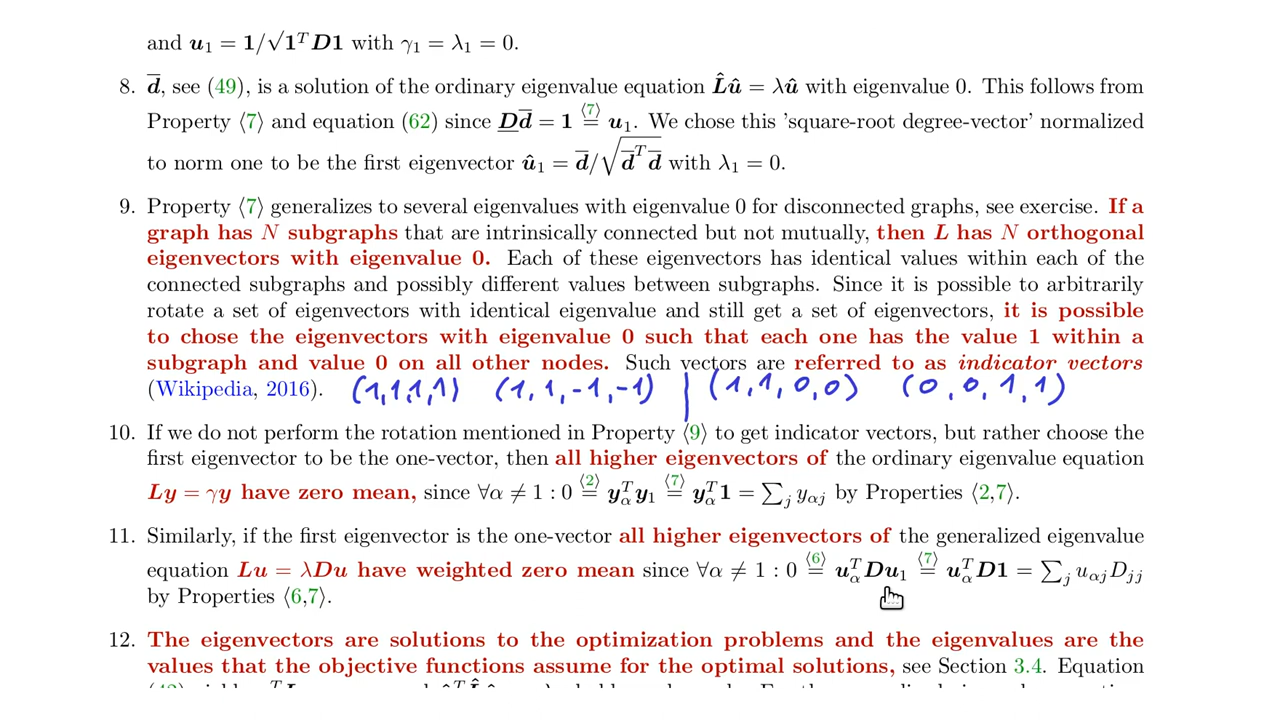 and u₁ = 1/√1ᵀD1 with γ₁ = λ₁ = 0.
8. d̅, see (49), is a solution of the ordinary eigenvalue equation L̂û = λû with eigenvalue 0. This follows from
Property ⟨7⟩ and equation (62) since D̲d̅ = 1 =^⟨7⟩ u₁. We chose this 'square-root degree-vector' normalized
to norm one to be the first eigenvector û₁ = d̅/√(d̅ᵀd̅) with λ₁ = 0.
9. Property ⟨7⟩ generalizes to several eigenvalues with eigenvalue 0 for disconnected graphs, see exercise. If a
graph has N subgraphs that are intrinsically connected but not mutually, then L has N orthogonal
eigenvectors with eigenvalue 0. Each of these eigenvectors has identical values within each of the
connected subgraphs and possibly different values between subgraphs. Since it is possible to arbitrarily
rotate a set of eigenvectors with identical eigenvalue and still get a set of eigenvectors, it is possible
to chose the eigenvectors with eigenvalue 0 such that each one has the value 1 within a
subgraph and value 0 on all other nodes. Such vectors are referred to as indicator vectors
(Wikipedia, 2016). (1,1,1,1) (1,1,-1,-1) | (1,1,0,0) (0,0,1,1)
10. If we do not perform the rotation mentioned in Property ⟨9⟩ to get indicator vectors, but rather choose the
first eigenvector to be the one-vector, then all higher eigenvectors of the ordinary eigenvalue equation
Ly = γy have zero mean, since ∀α ≠ 1 : 0 =^⟨2⟩ y_αᵀy₁ =^⟨7⟩ y_αᵀ1 = ∑_j y_αj by Properties ⟨2,7⟩.
11. Similarly, if the first eigenvector is the one-vector all higher eigenvectors of the generalized eigenvalue
equation Lu = λDu have weighted zero mean since ∀α ≠ 1 : 0 =^⟨6⟩ u_αᵀDu₁ =^⟨7⟩ u_αᵀD1 = ∑_j u_αj D_jj
by Properties ⟨6,7⟩.
12. The eigenvectors are solutions to the optimization problems and the eigenvalues are the
values that the objective functions assume for the optimal solutions, see Section 3.4. Equation